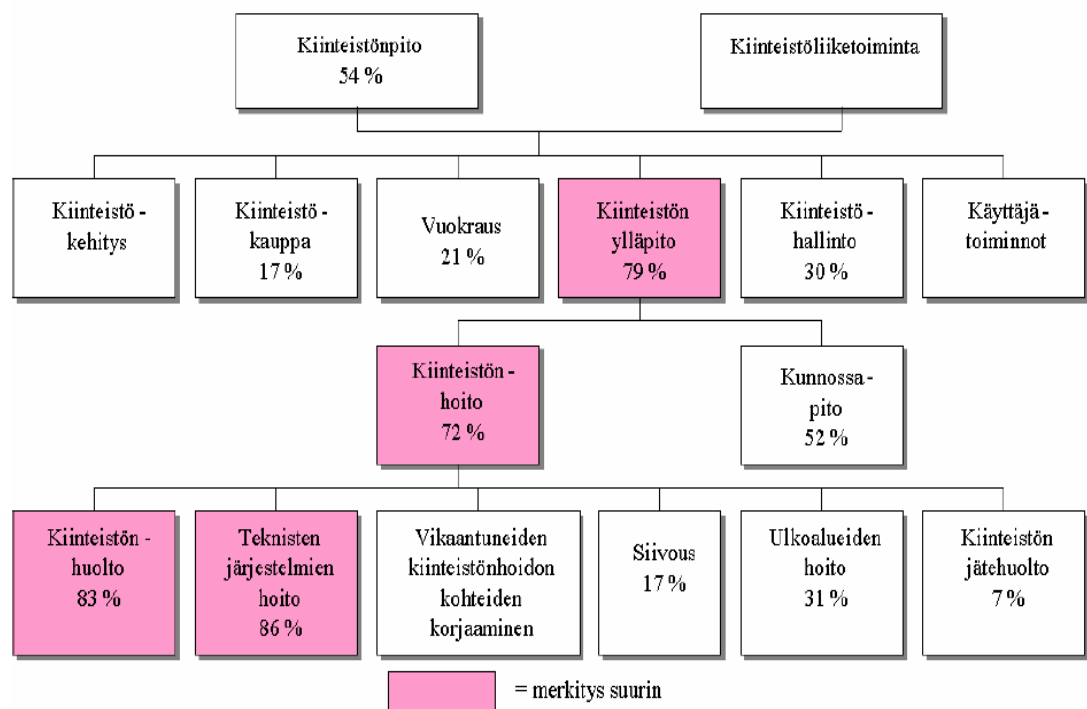 Kiinteistönpito
54 %
Kiinteistöliiketoiminta
Kiinteistö -
kehitys
Kiinteistö -
kauppa
17 %
Vuokraus
21 %
Kiinteistön
ylläpito
79 %
Kiinteistö -
hallinto
30 %
Käyttäjä -
toiminnot
Kiinteistön -
hoito
72 %
Kunnossa -
pito
52 %
Kiinteistön -
huolto
83 %
Teknisten
järjestelmien
hoito
86 %
Vikaantuneiden
kiinteistönhoidon
kohteiden
korjaaminen
Siivous
17 %
Ulkoalueiden
hoito
31 %
Kiinteistön
jätehuolto
7 %
= merkitys suurin